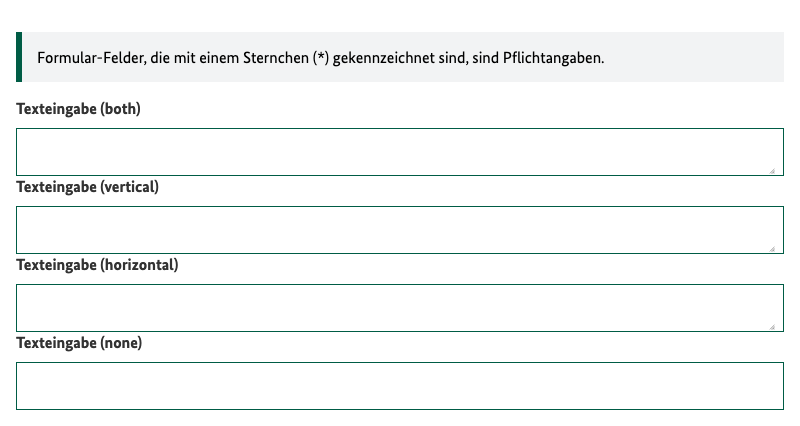 Formular-Felder, die mit einem Sternchen (*) gekennzeichnet sind, sind Pflichtangaben.
Texteingabe (both)
Texteingabe (vertical)
Texteingabe (horizontal)
Texteingabe (none)